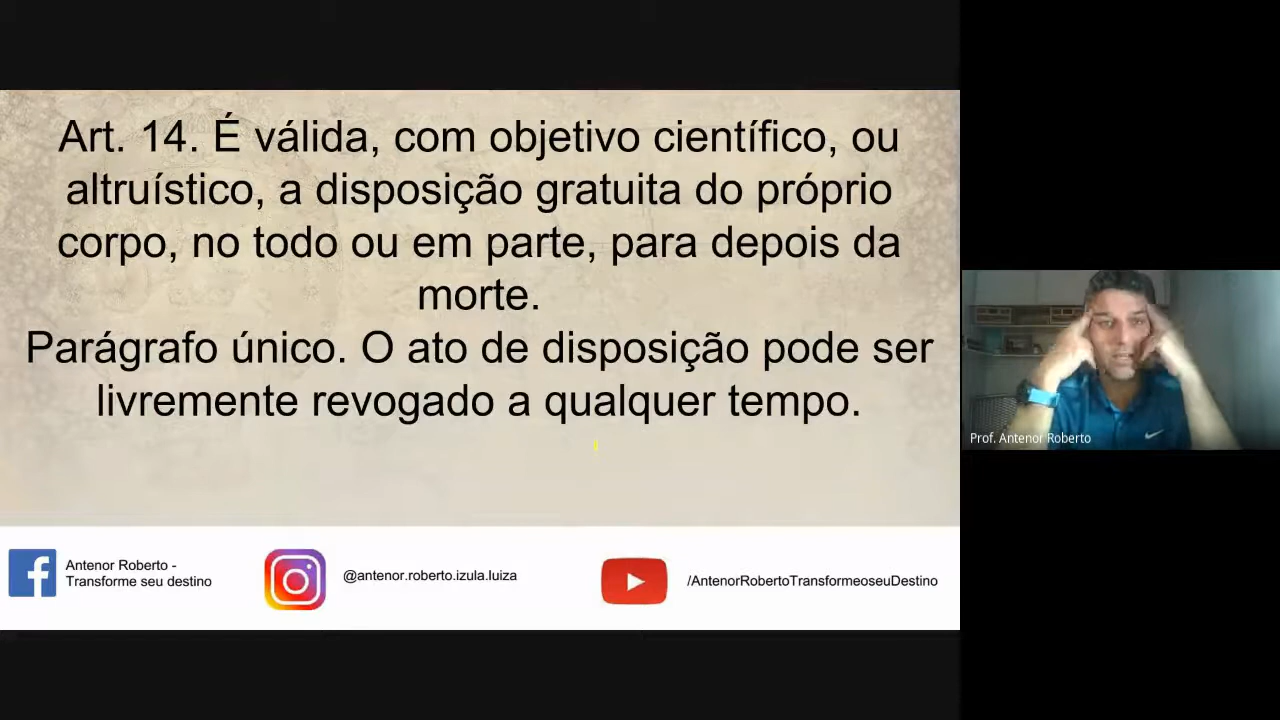 Art. 14. É válida, com objetivo científico, ou
altruístico, a disposição gratuita do próprio
corpo, no todo ou em parte, para depois da
morte.
Parágrafo único. O ato de disposição pode ser
livremente revogado a qualquer tempo.
Prof. Antenor Roberto
Antenor Roberto -
Transforme seu destino
@antenor.roberto.izula.luiza
/AntenorRobertoTransformeoseuDestino